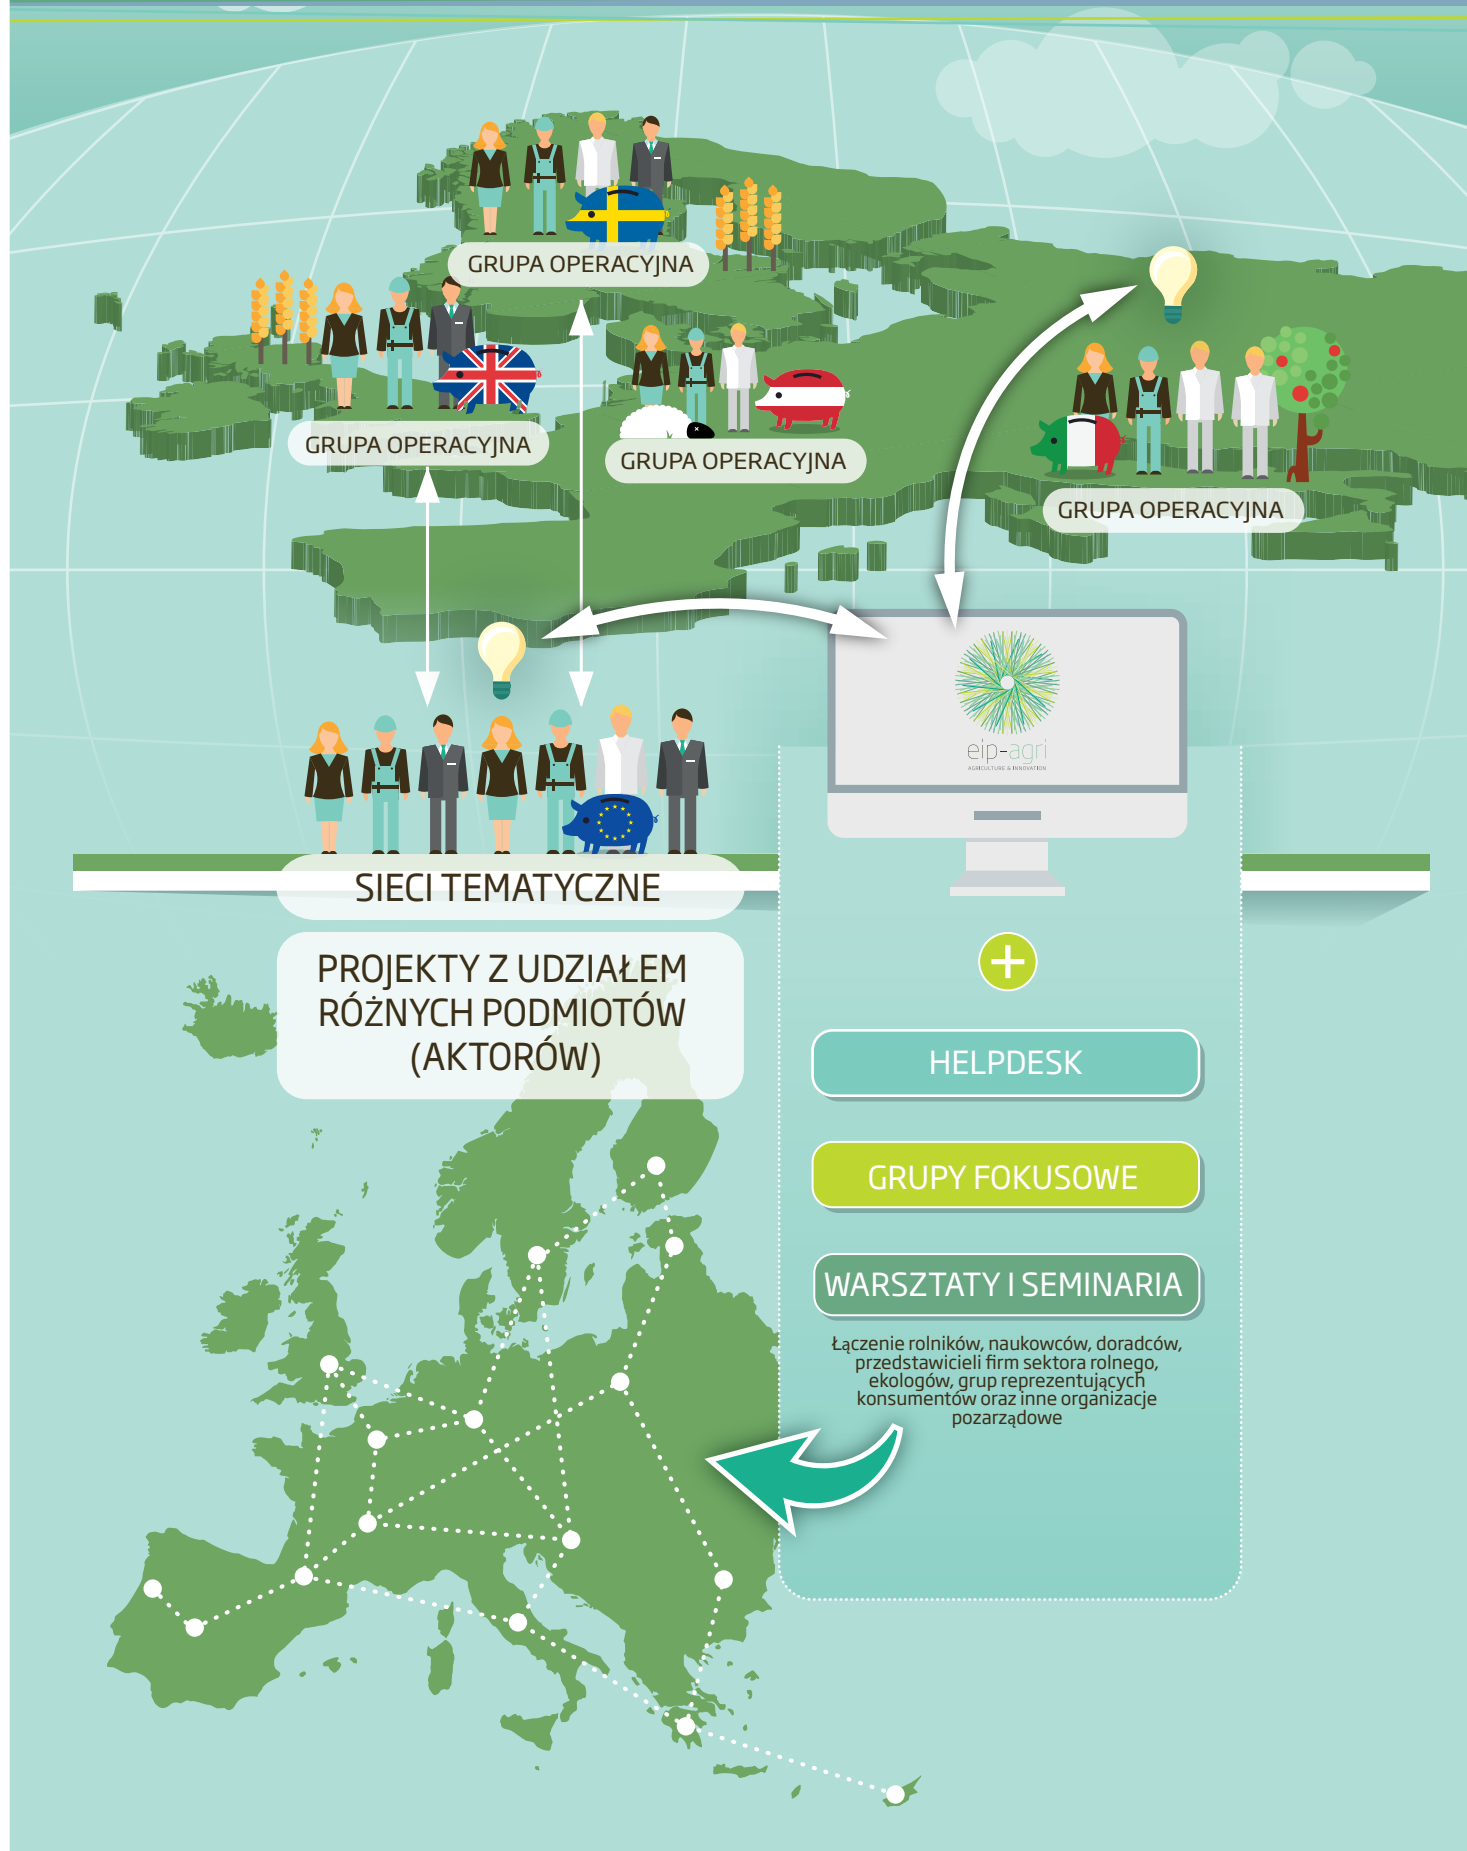 GRUPA OPERACYJNA
GRUPA OPERACYJNA
GRUPA OPERACYJNA
GRUPA OPERACYJNA
eip-agri
AGRICULTURE & INNOVATION
SIECI TEMATYCZNE
PROJEKTY Z UDZIAŁEM
RÓŻNYCH PODMIOTÓW
(AKTORÓW)
+
HELPDESK
GRUPY FOKUSOWE
WARSZTATY I SEMINARIA
Łączenie rolników, naukowców, doradców,
przedstawicieli firm sektora rolnego,
ekologów, grup reprezentujących
konsumentów oraz inne organizacje
pozarządowe